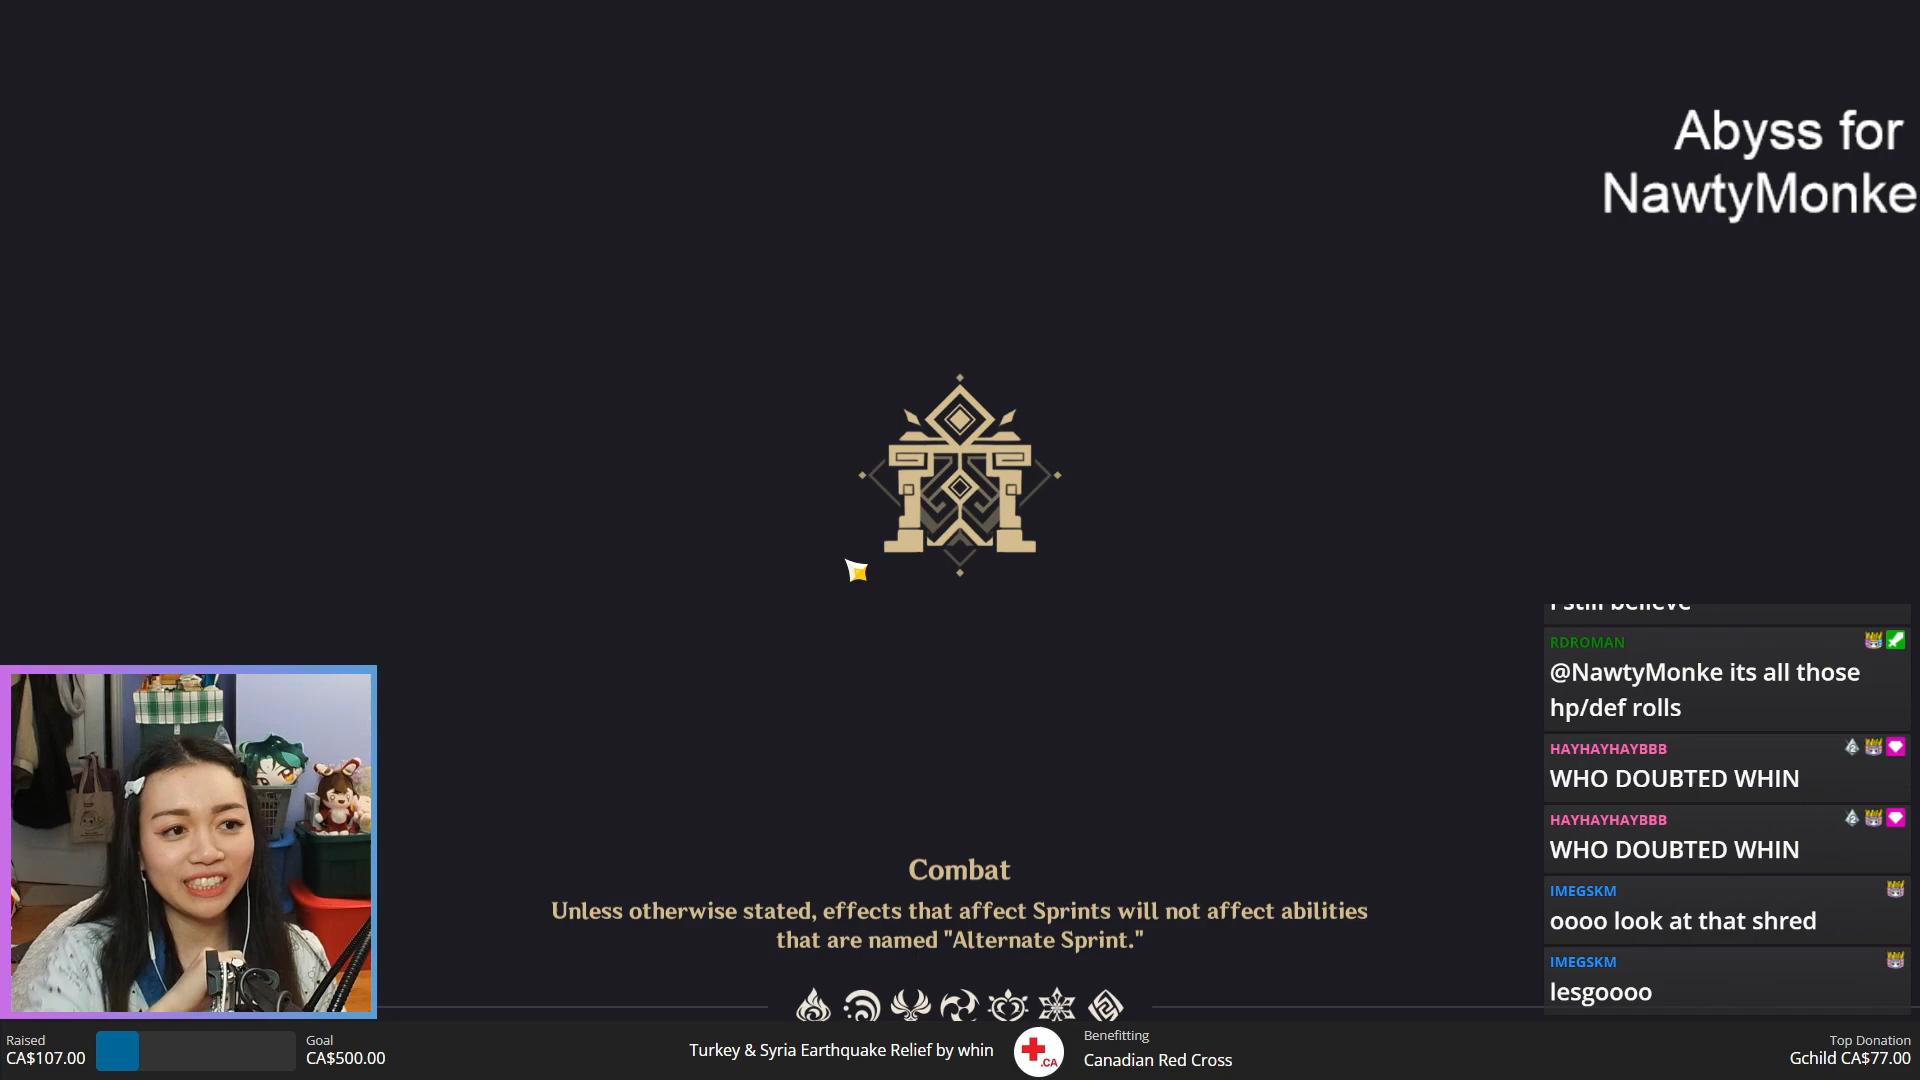 Abyss for
NawtyMonke
I still believe
RDROMAN
@NawtyMonke its all those
hp/def rolls
HAYHAYHAYBBB
WHO DOUBTED WHIN
HAYHAYHAYBBB
WHO DOUBTED WHIN
IMEGSKM
oooo look at that shred
IMEGSKM
lesgoooo
Combat
Unless otherwise stated, effects that affect Sprints will not affect abilities
that are named "Alternate Sprint."
Raised
CA$107.00
Goal
CA$500.00
Turkey & Syria Earthquake Relief by whin
.CA
Benefitting
Canadian Red Cross
Top Donation
Gchild CA$77.00